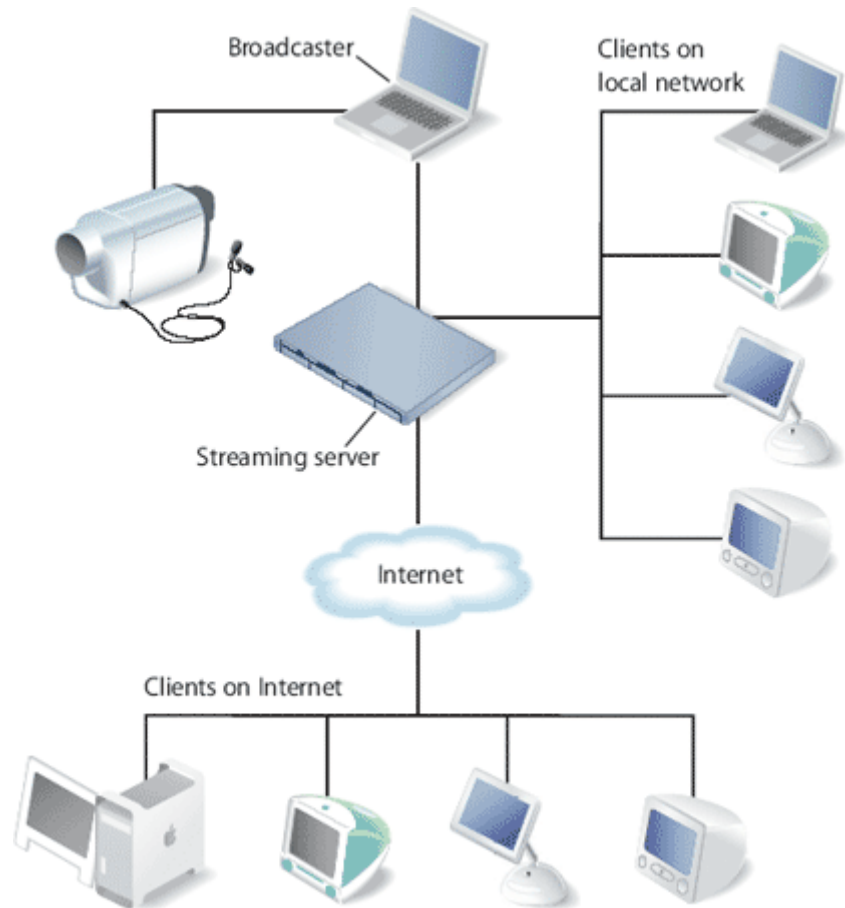 Broadcaster
Clients on
local network
Streaming server
Internet
Clients on Internet